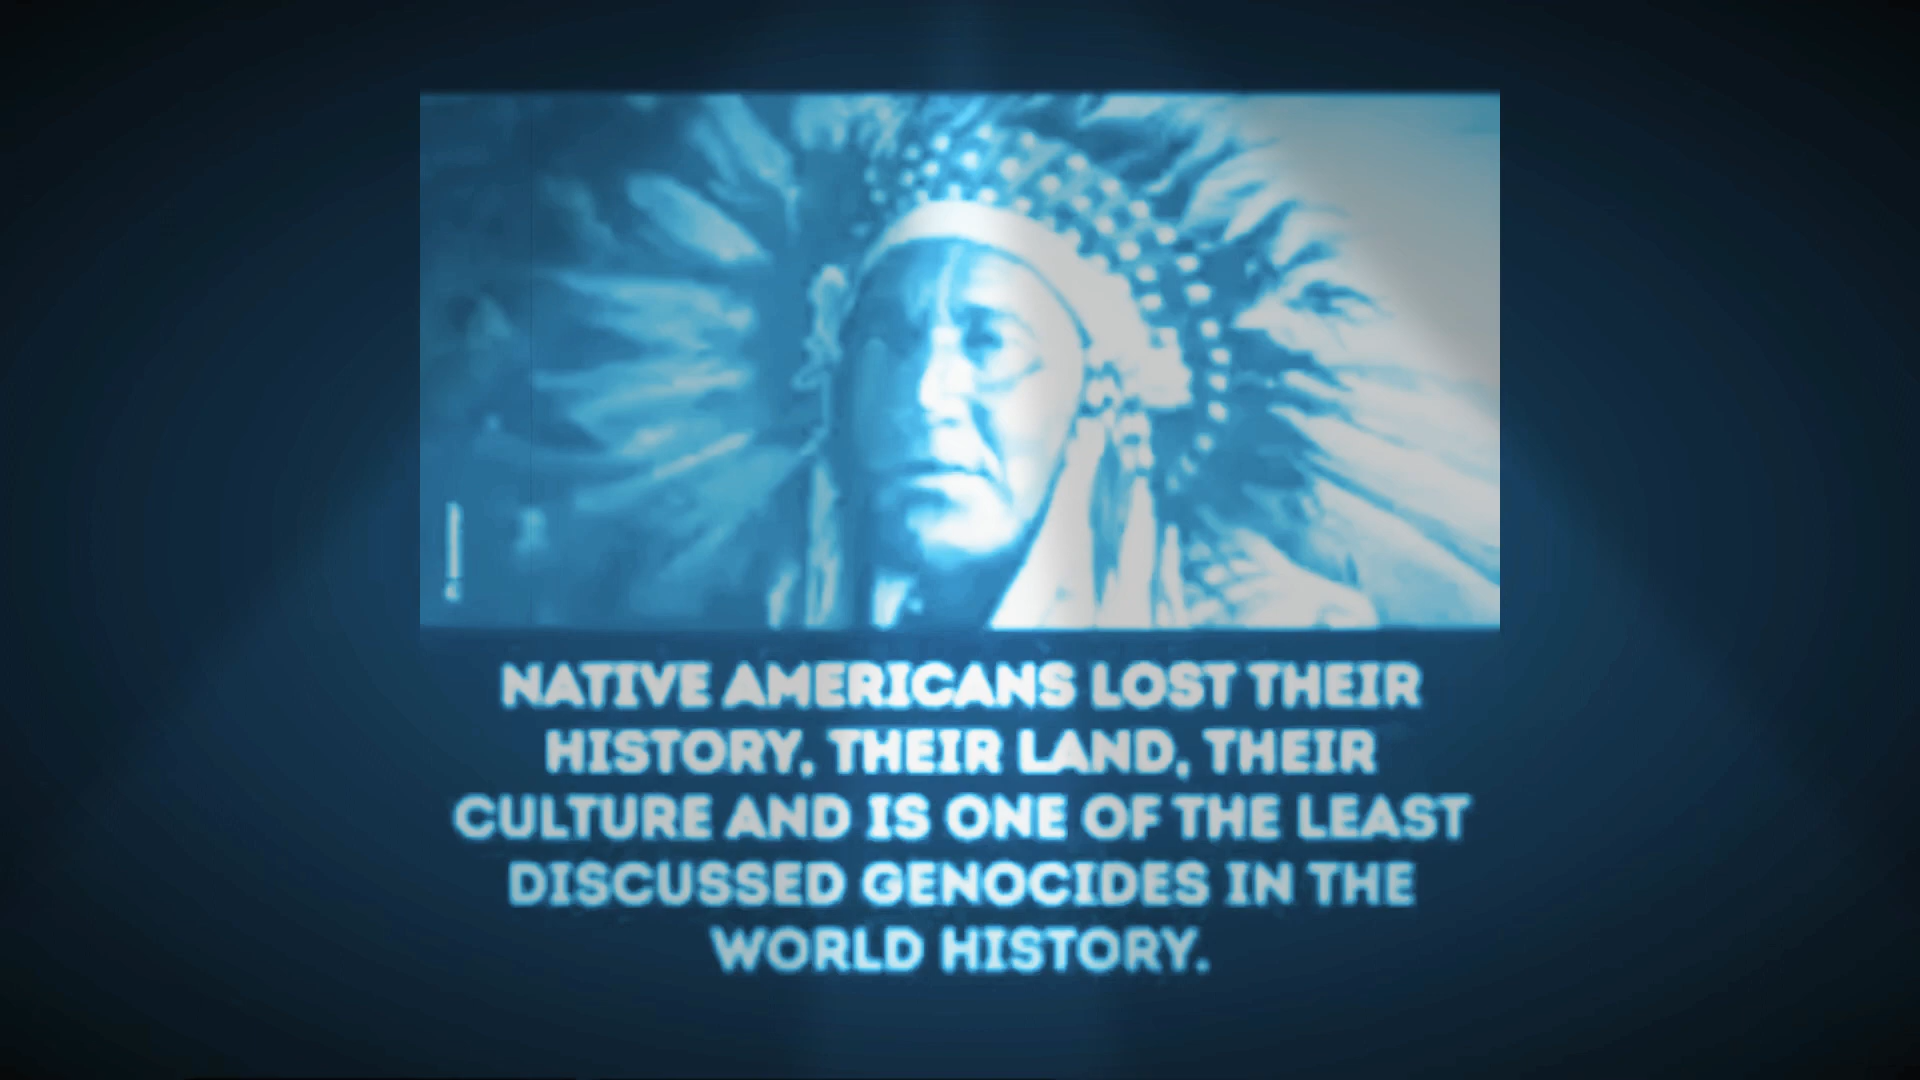 NATIVE AMERICANS LOST THEIR
HISTORY, THEIR LAND, THEIR
CULTURE AND IS ONE OF THE LEAST
DISCUSSED GENOCIDES IN THE
WORLD HISTORY.